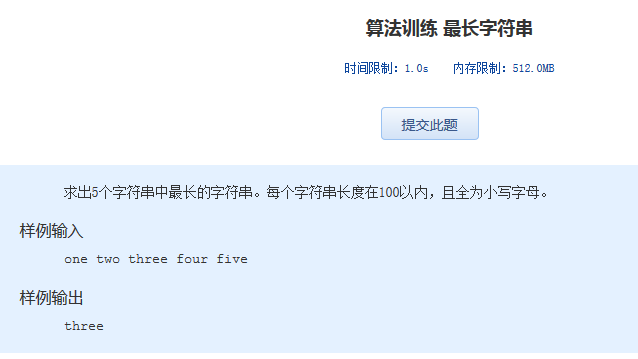 算法训练 最长字符串
时间限制：1.0s 内存限制：512.0MB
提交此题
求出5个字符串中最长的字符串。每个字符串长度在100以内，且全为小写字母。
样例输入
one two three four five
样例输出
three